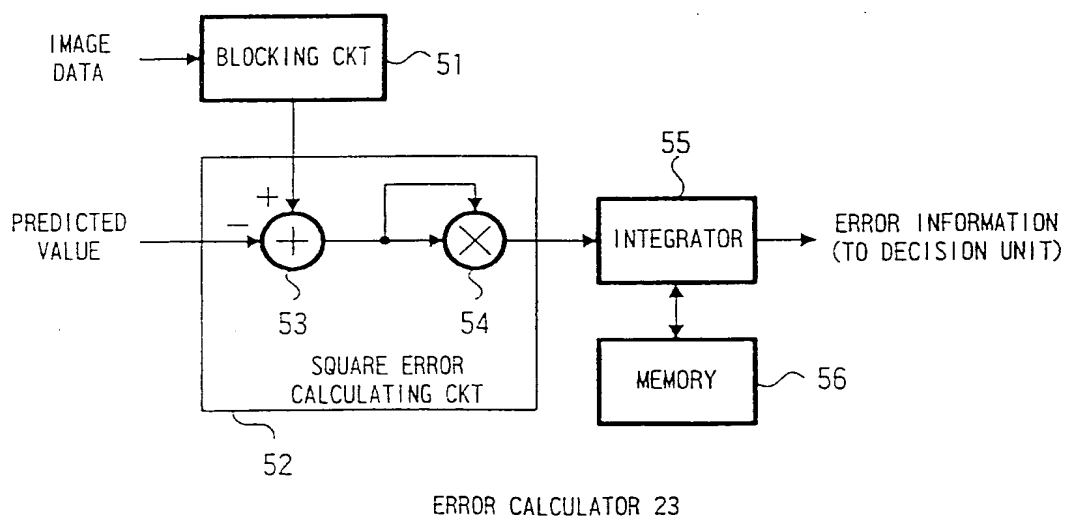 IMAGE
DATA
BLOCKING CKT
51
PREDICTED
VALUE
+
−
+
×
53
54
SQUARE ERROR
CALCULATING CKT
52
55
INTEGRATOR
ERROR INFORMATION
(TO DECISION UNIT)
MEMORY
56
ERROR CALCULATOR 23